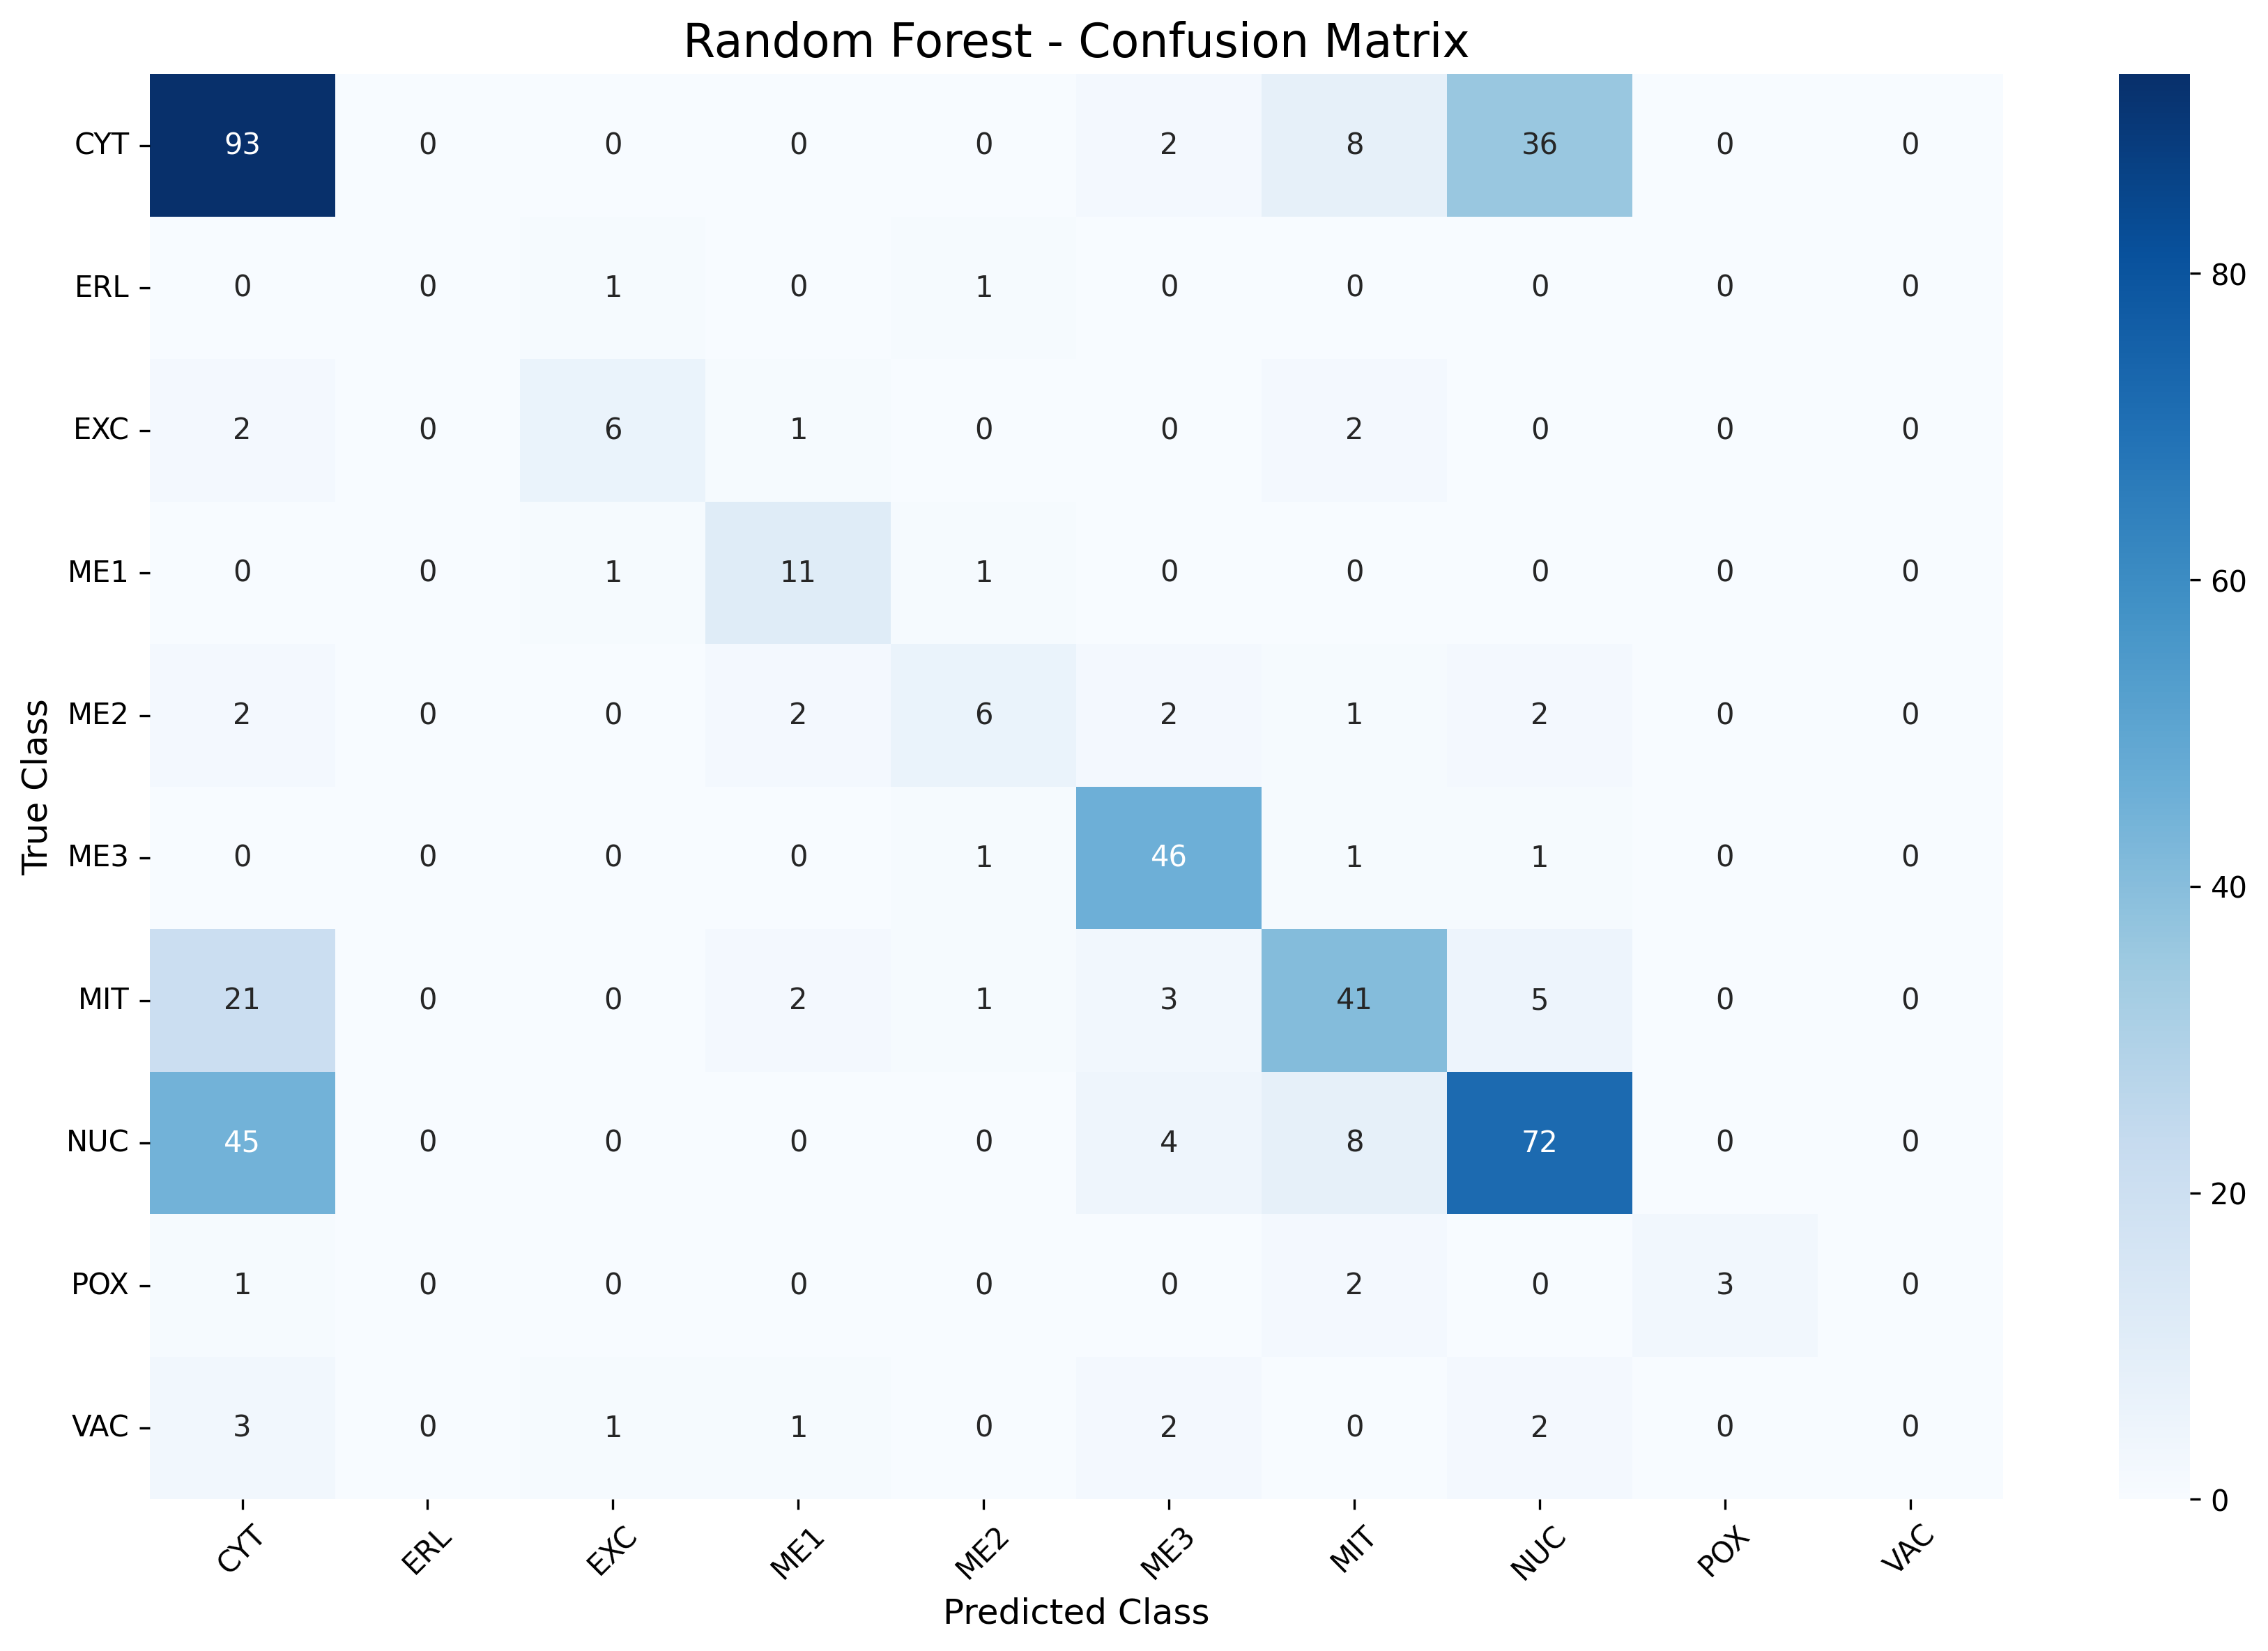 Random Forest - Confusion Matrix
CYT 93 0 0 0 0 2 8 36 0 0
ERL 0 0 1 0 1 0 0 0 0 0
EXC 2 0 6 1 0 0 2 0 0 0
ME1 0 0 1 11 1 0 0 0 0 0
ME2 2 0 0 2 6 2 1 2 0 0
ME3 0 0 0 0 1 46 1 1 0 0
MIT 21 0 0 2 1 3 41 5 0 0
NUC 45 0 0 0 0 4 8 72 0 0
POX 1 0 0 0 0 0 2 0 3 0
VAC 3 0 1 1 0 2 0 2 0 0
CYT ERL EXC ME1 ME2 ME3 MIT NUC POX VAC
Predicted Class
True Class
80
60
40
20
0